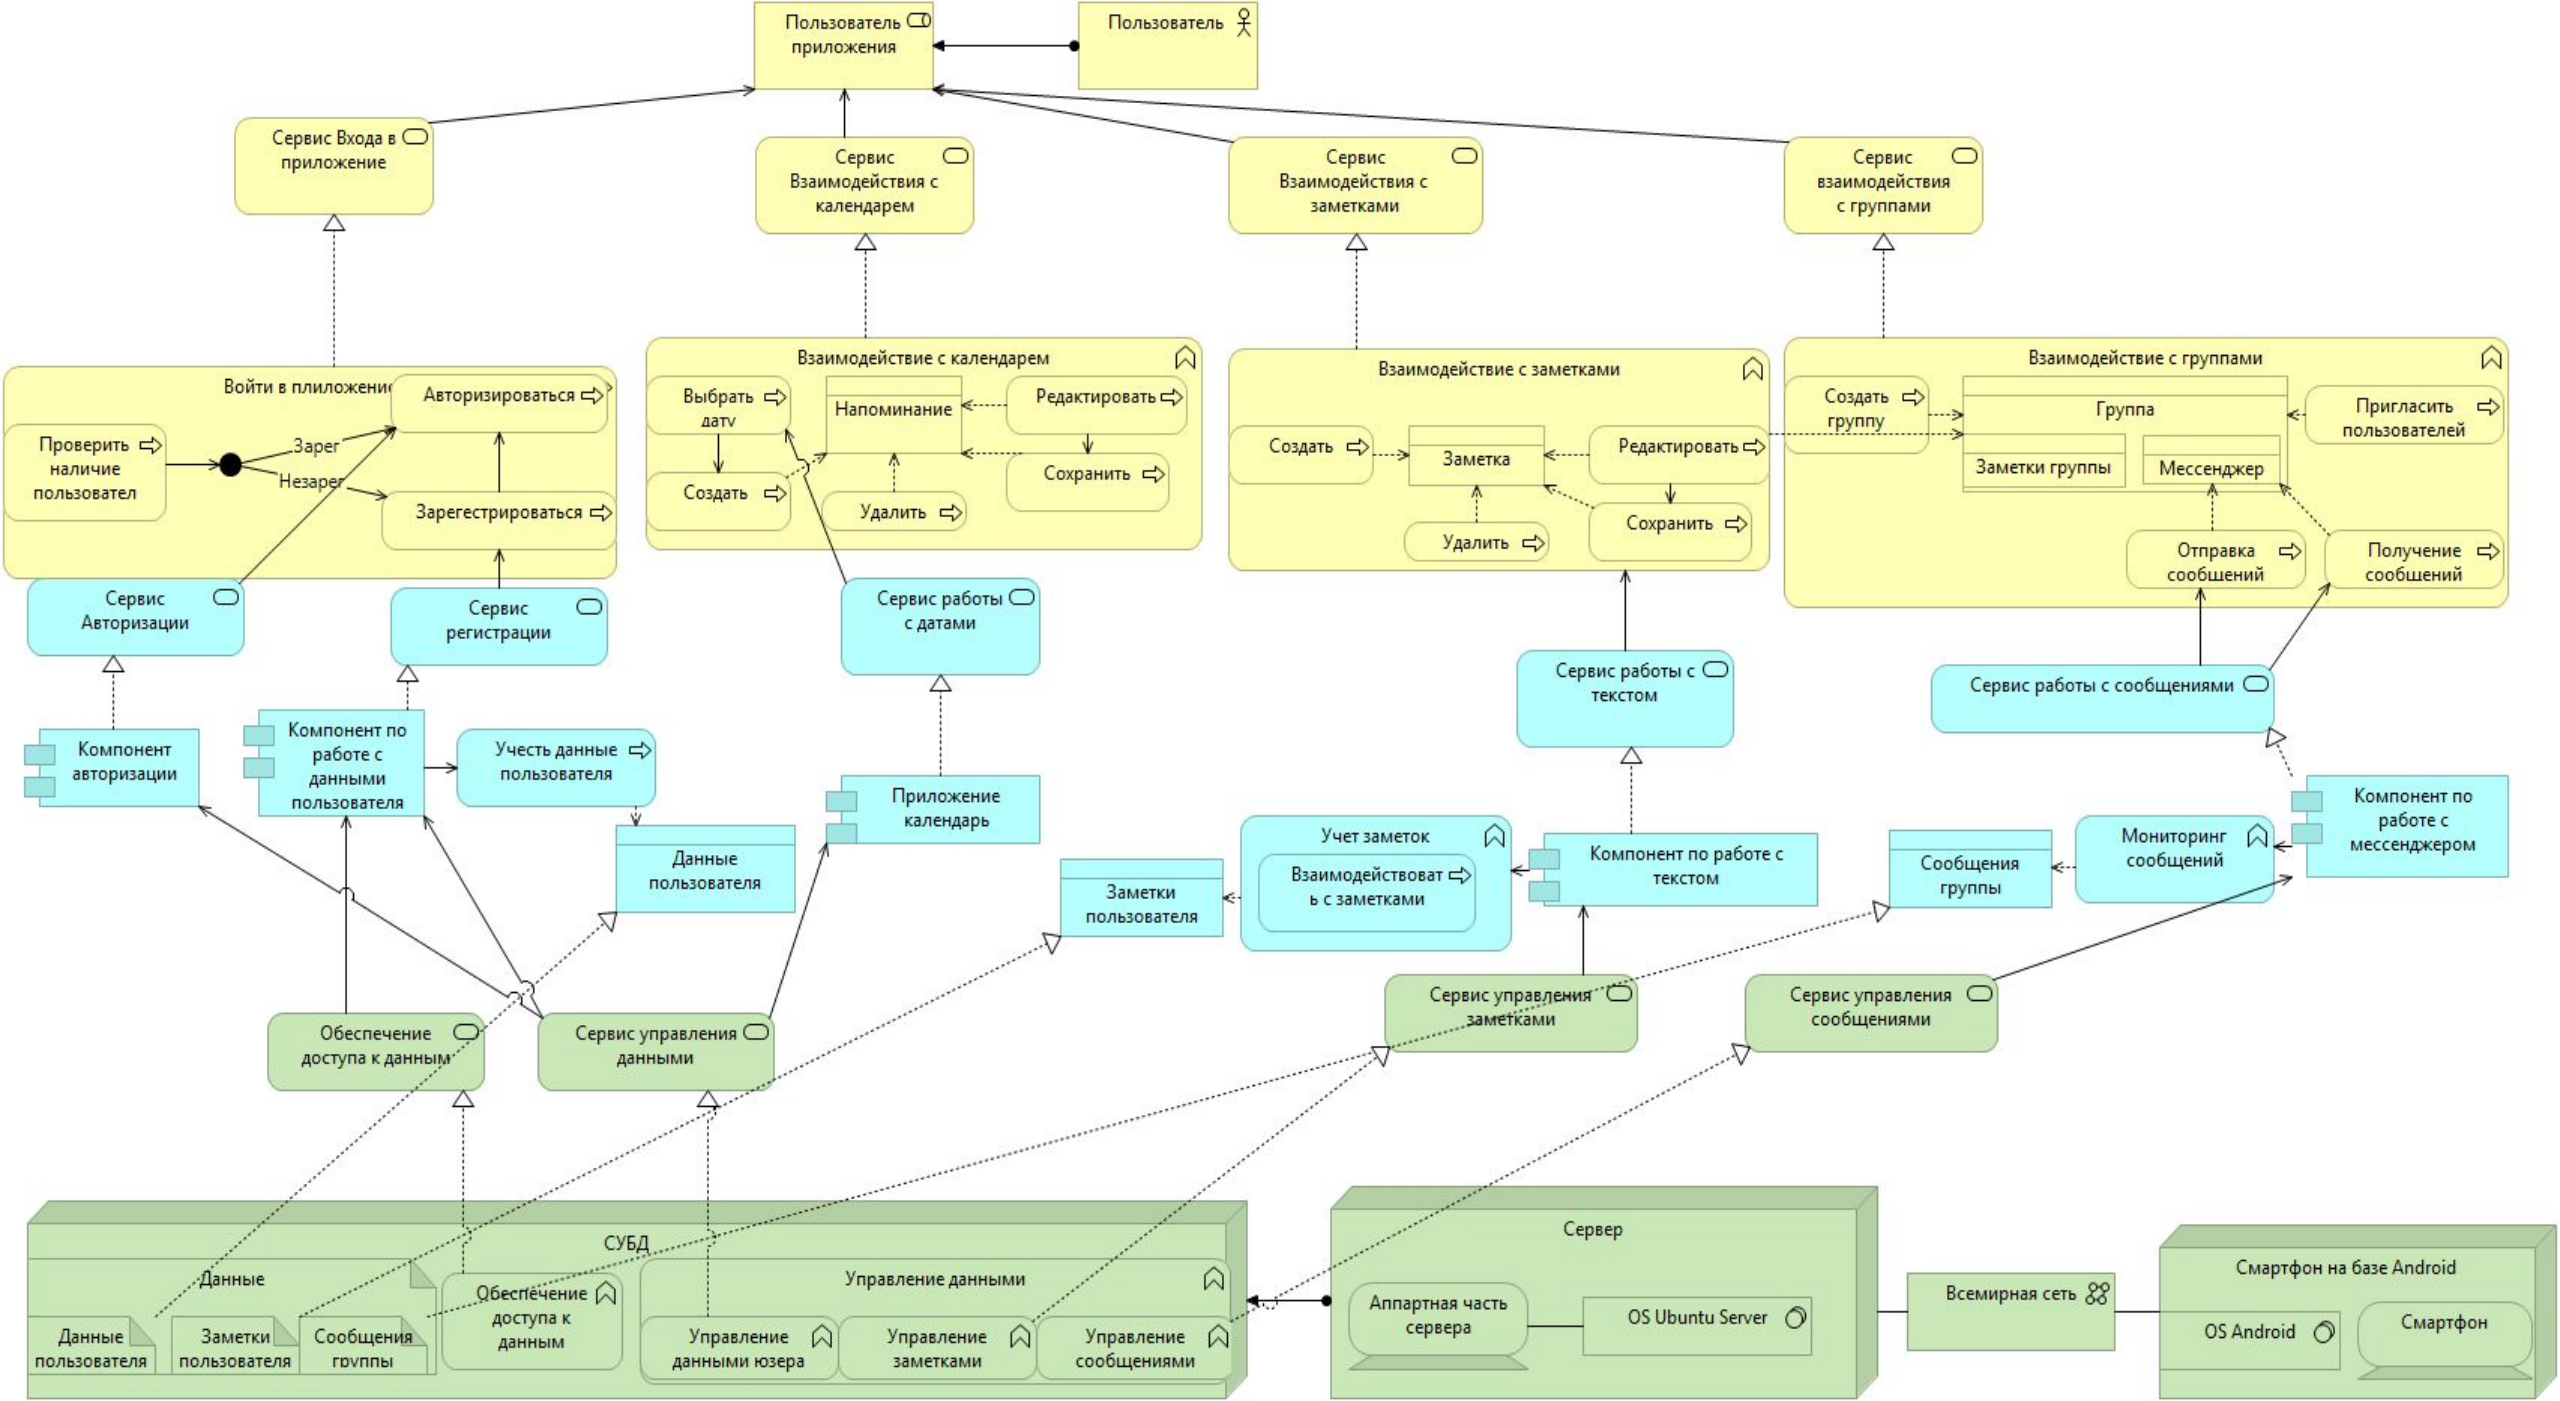 Пользователь
приложения
Пользователь
Сервис Входа в
приложение
Сервис
Взаимодействия с
календарем
Сервис
Взаимодействия с
заметками
Сервис
взаимодействия
с группами
Войти в плиложение
Авторизироваться
Проверить
наличие
пользовател
Зарег
Незарег
Зарегестрироваться
Взаимодействие с календарем
Выбрать
дату
Напоминание
Редактировать
Создать
Удалить
Сохранить
Взаимодействие с заметками
Создать
Заметка
Редактировать
Удалить
Сохранить
Взаимодействие с группами
Создать
группу
Группа
Пригласить
пользователей
Заметки группы
Мессенджер
Отправка
сообщений
Получение
сообщений
Сервис
Авторизации
Сервис
регистрации
Сервис работы
с датами
Сервис работы с
текстом
Сервис работы с сообщениями
Компонент
авторизации
Компонент по
работе с
данными
пользователя
Учесть данные
пользователя
Данные
пользователя
Приложение
календарь
Заметки
пользователя
Учет заметок
Взаимодействоват
ь с заметками
Компонент по работе с
текстом
Сообщения
группы
Мониторинг
сообщений
Компонент по
работе с
мессенджером
Обеспечение
доступа к данным
Сервис управления
данными
Сервис управления
заметками
Сервис управления
сообщениями
СУБД
Данные
Данные
пользователя
Заметки
пользователя
Сообщения
группы
Обеспечение
доступа к
данным
Управление данными
Управление
данными юзера
Управление
заметками
Управление
сообщениями
Сервер
Аппартная часть
сервера
OS Ubuntu Server
Всемирная сеть
Смартфон на базе Android
OS Android
Смартфон